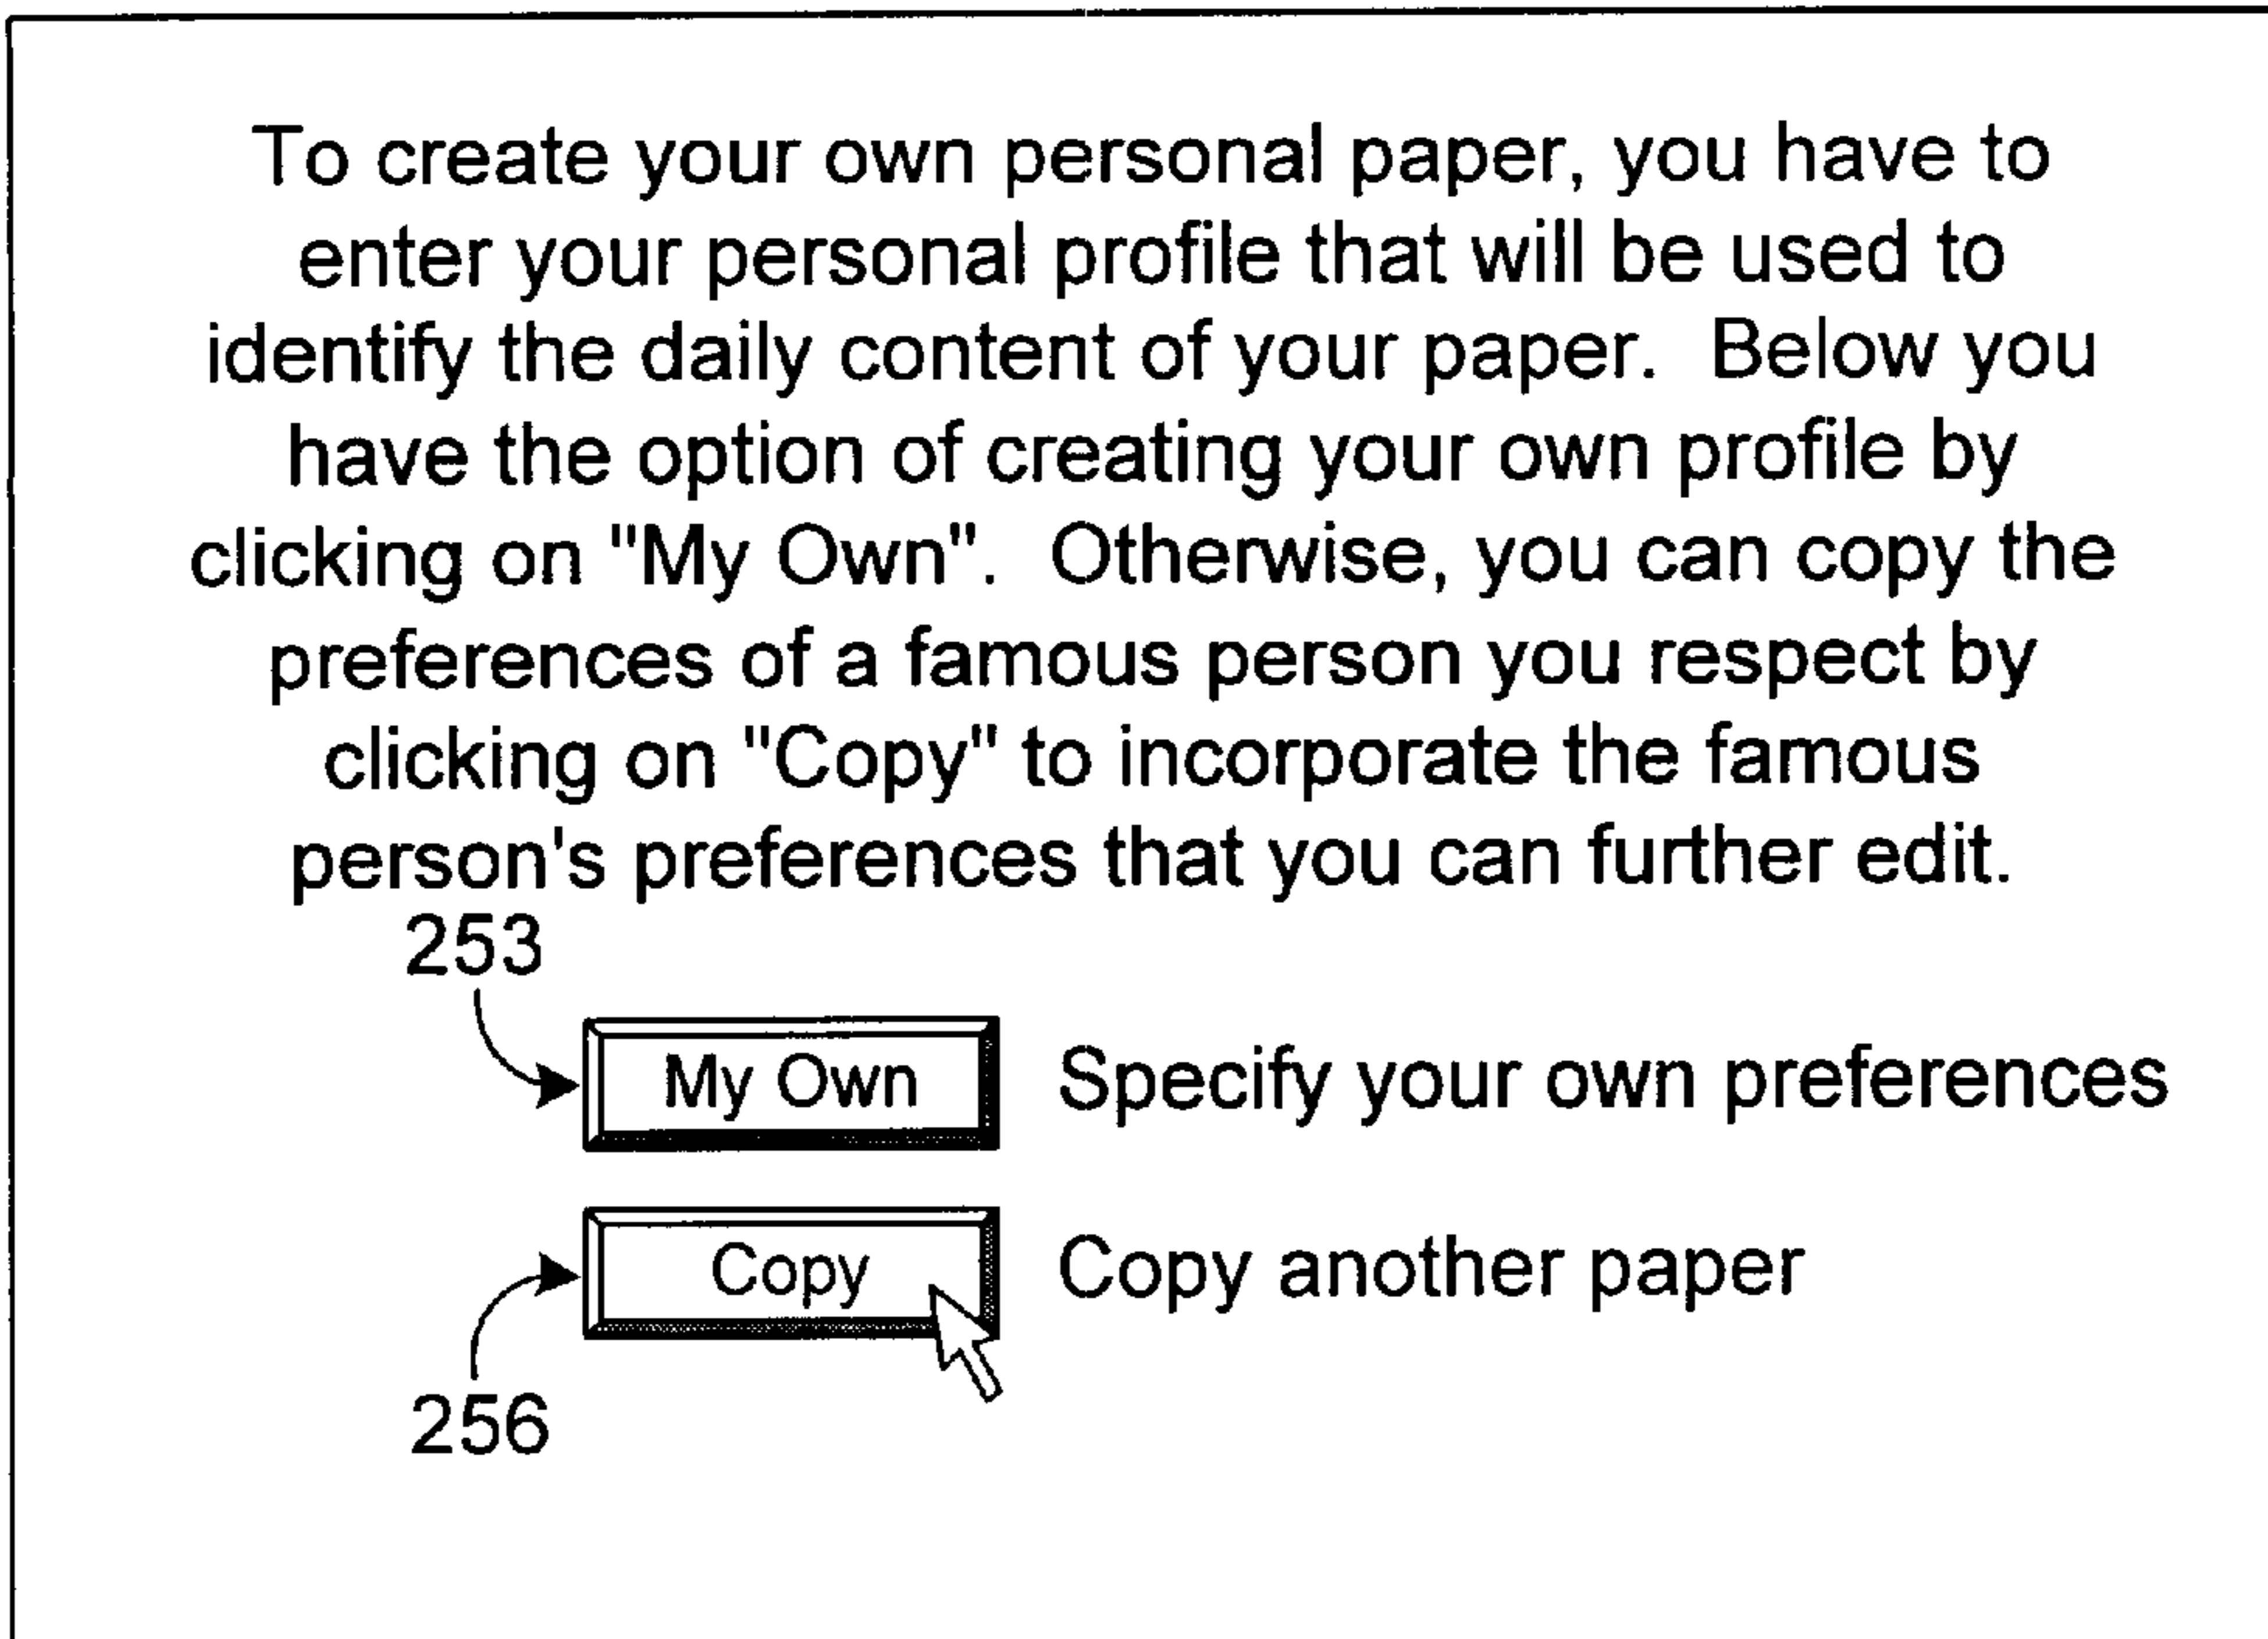 To create your own personal paper, you have to
enter your personal profile that will be used to
identify the daily content of your paper.  Below you
have the option of creating your own profile by
clicking on "My Own".  Otherwise, you can copy the
preferences of a famous person you respect by
clicking on "Copy" to incorporate the famous
person's preferences that you can further edit.
253
My Own Specify your own preferences
Copy Copy another paper
256